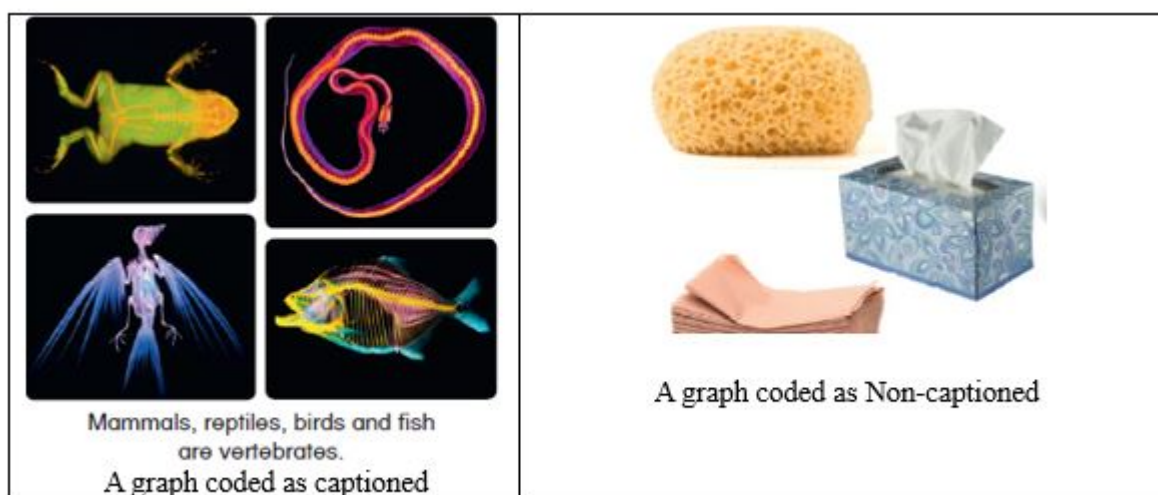 Mammals, reptiles, birds and fish
are vertebrates.
A graph coded as captioned
A graph coded as Non-captioned